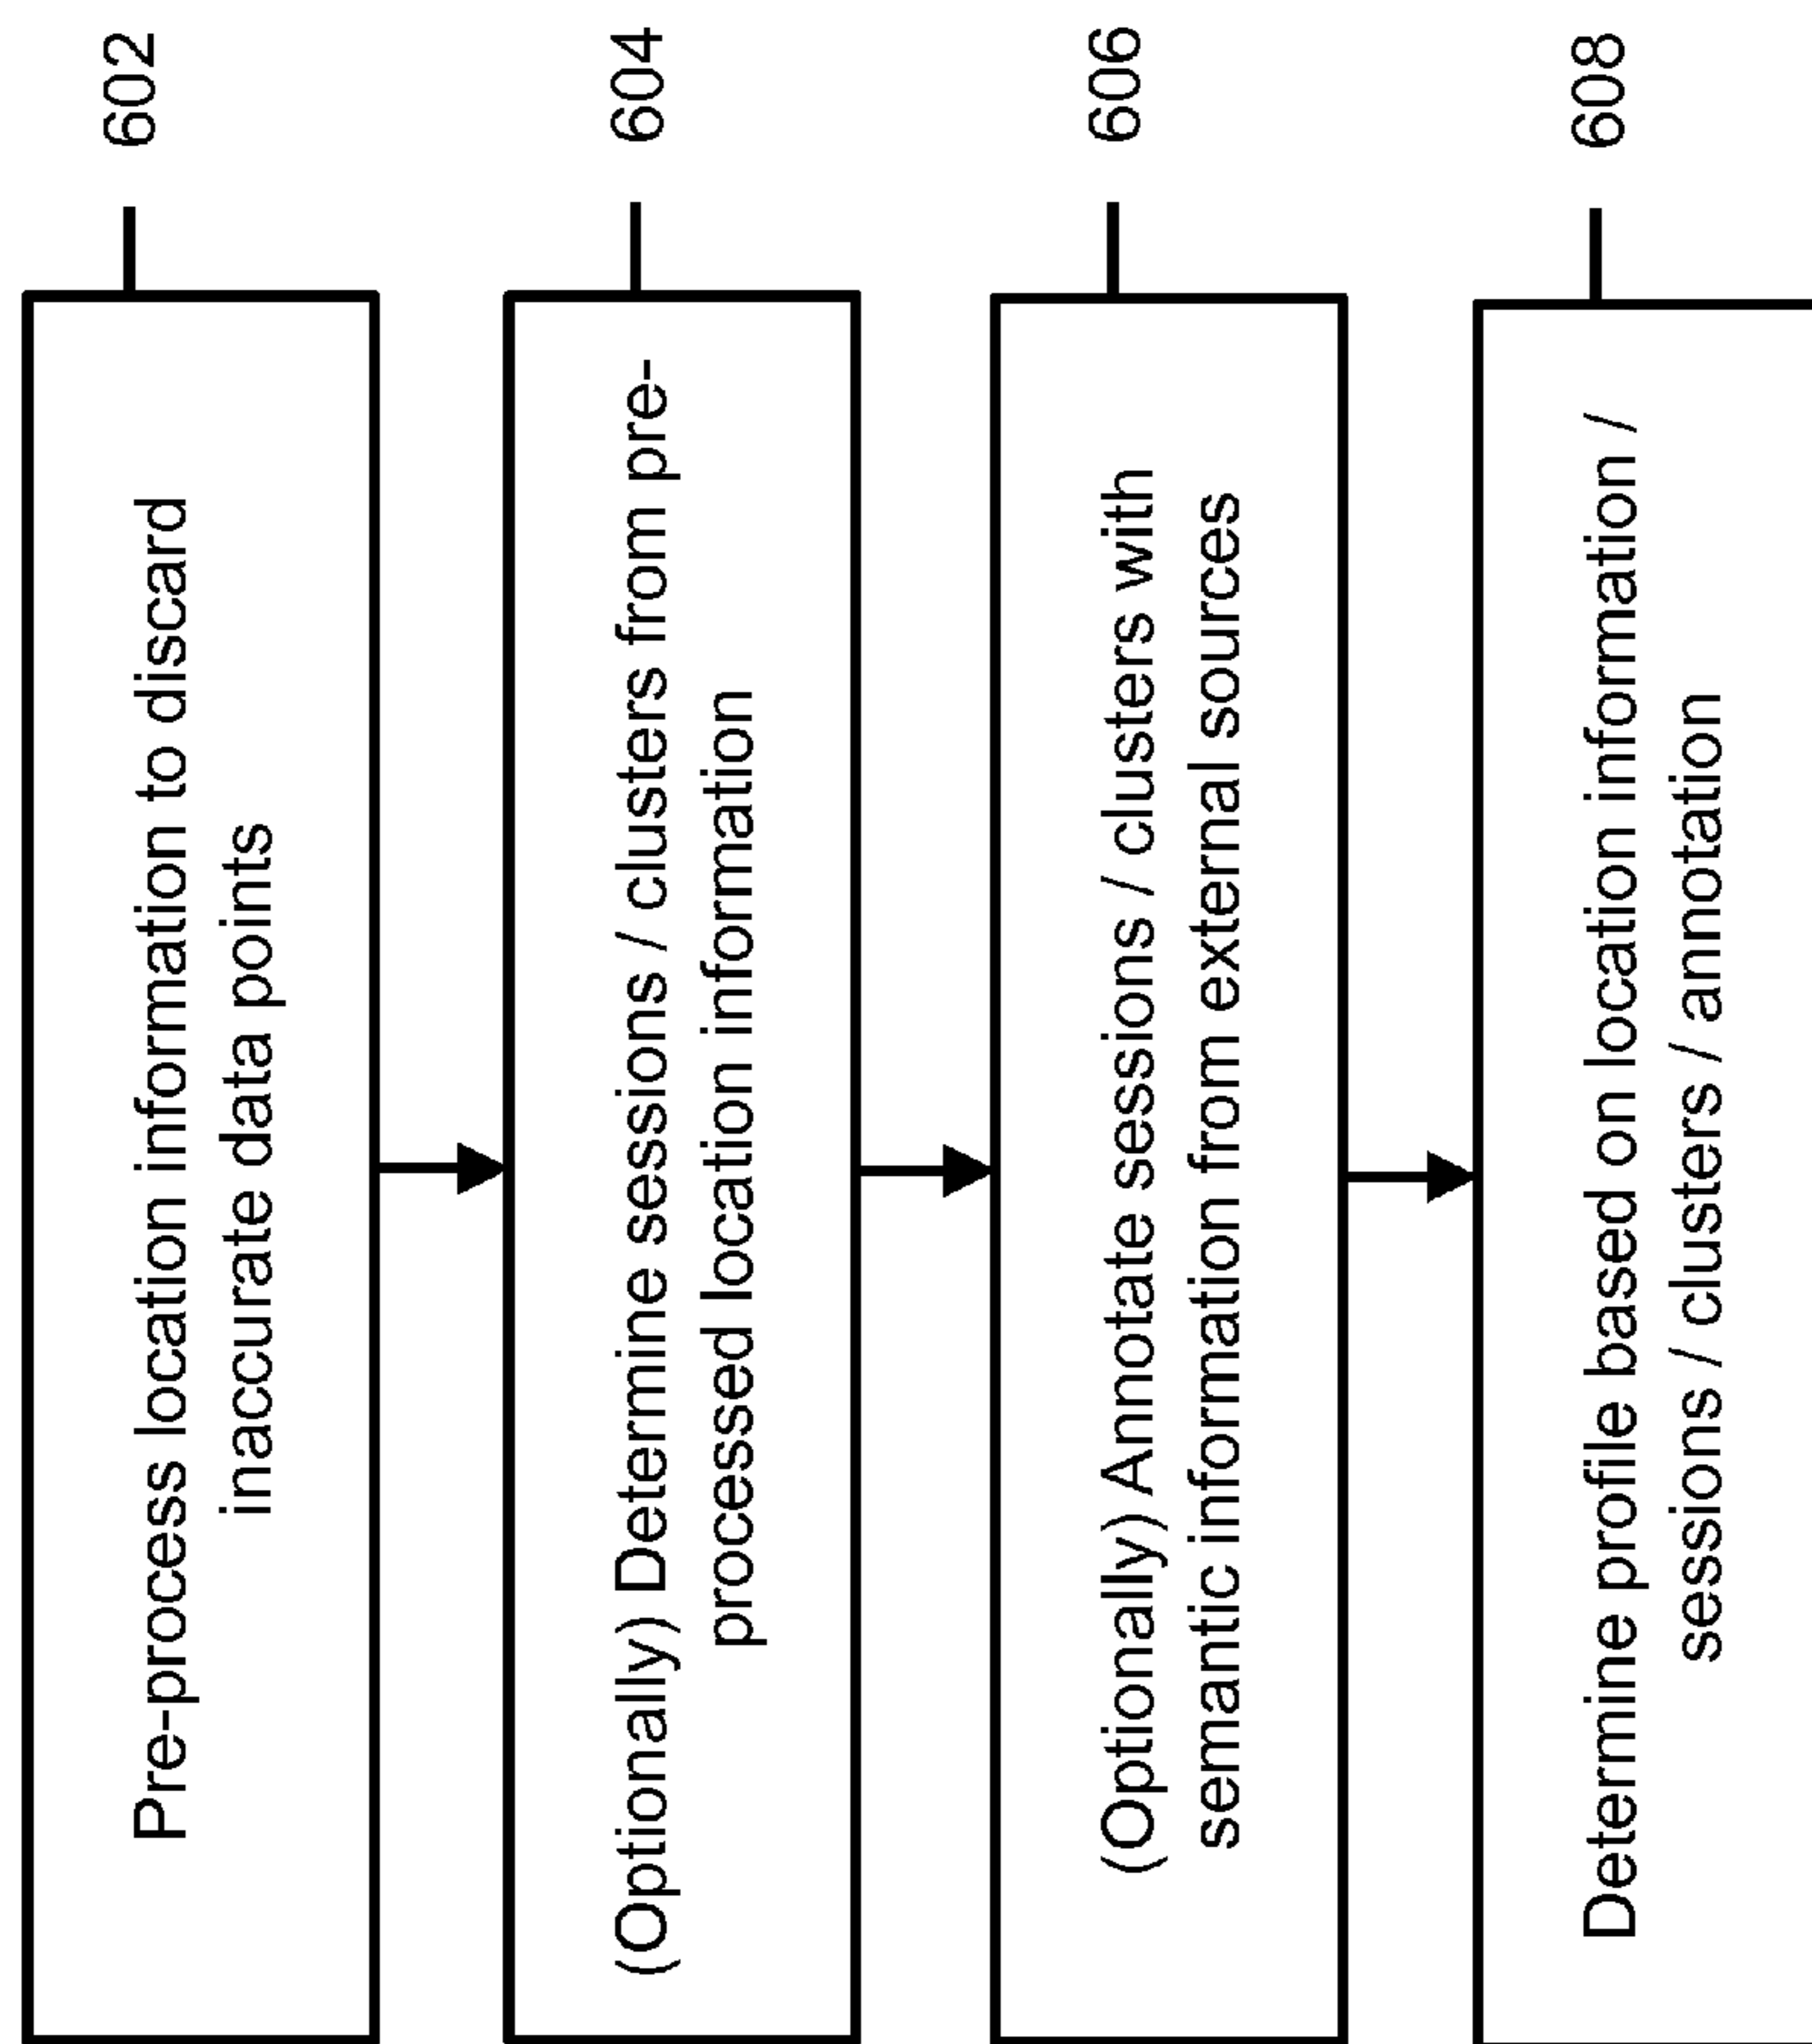 Pre-process location information to discard
inaccurate data points
602
(Optionally) Determine sessions / clusters from pre-
processed location information
604
(Optionally) Annotate sessions / clusters with
semantic information from external sources
606
Determine profile based on location information /
sessions / clusters / annotation
608